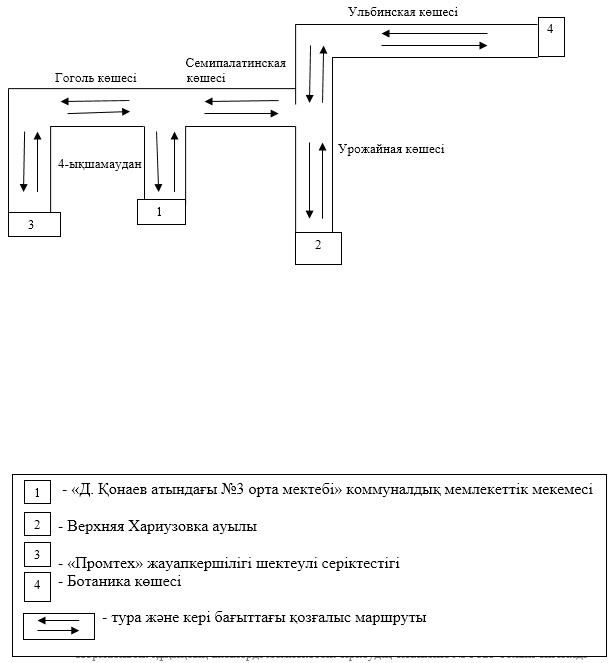 Ульбинская көшесі
4
Семипалатинская
көшесі
Гоголь көшесі
Урожайная көшесі
4-ықшамаудан
3
1
2
1 - «Д. Қонаев атындағы №3 орта мектебі» коммуналдық мемлекеттік мекемесі
2 - Верхняя Хариузовка ауылы
3 - «Промтех» жауапкершілігі шектеулі серіктестігі
4 - Ботаника көшесі
- тура және кері бағыттағы қозғалыс маршруты